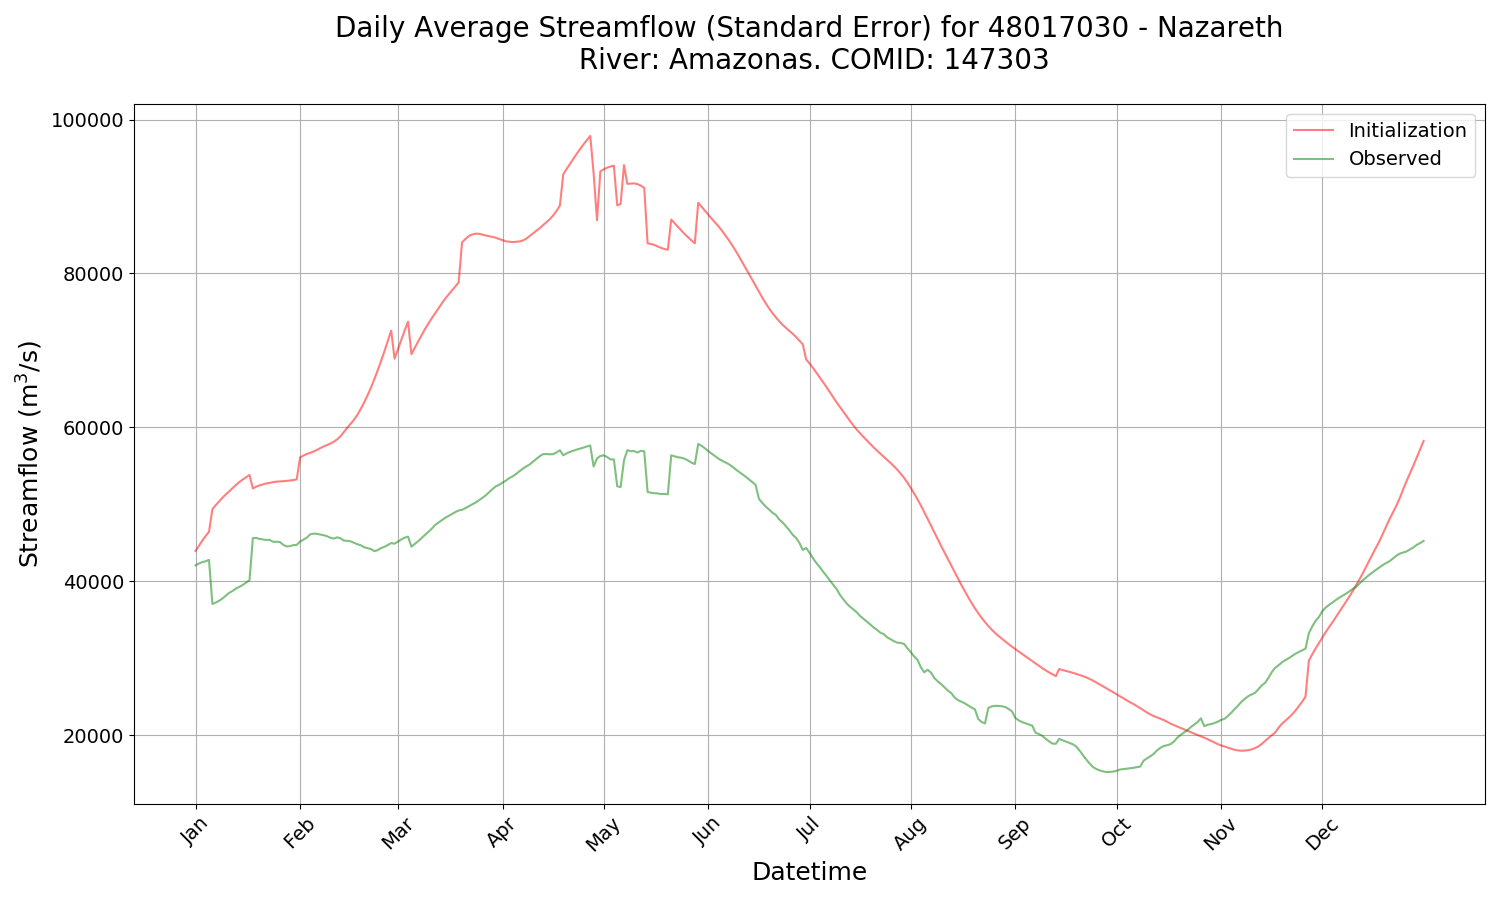 Daily Average Streamflow (Standard Error) for 48017030 - Nazareth
River: Amazonas. COMID: 147303
Initialization
Observed
100000
80000
60000
40000
20000
Streamflow (m³/s)
Jan
Feb
Mar
Apr
May
Jun
Jul
Aug
Sep
Oct
Nov
Dec
Datetime